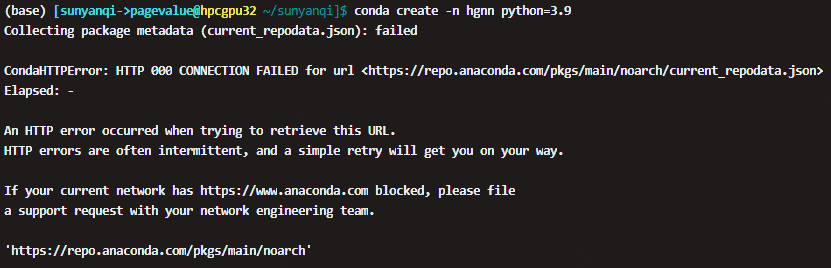 (base) [sunyanqi->pagevalue@hpcgpu32 ~/sunyanqi]$ conda create -n hgnn python=3.9
Collecting package metadata (current_repodata.json): failed
CondaHTTPError: HTTP 000 CONNECTION FAILED for url <https://repo.anaconda.com/pkgs/main/noarch/current_repodata.json>
Elapsed: -
An HTTP error occurred when trying to retrieve this URL.
HTTP errors are often intermittent, and a simple retry will get you on your way.
If your current network has https://www.anaconda.com blocked, please file
a support request with your network engineering team.
'https://repo.anaconda.com/pkgs/main/noarch'